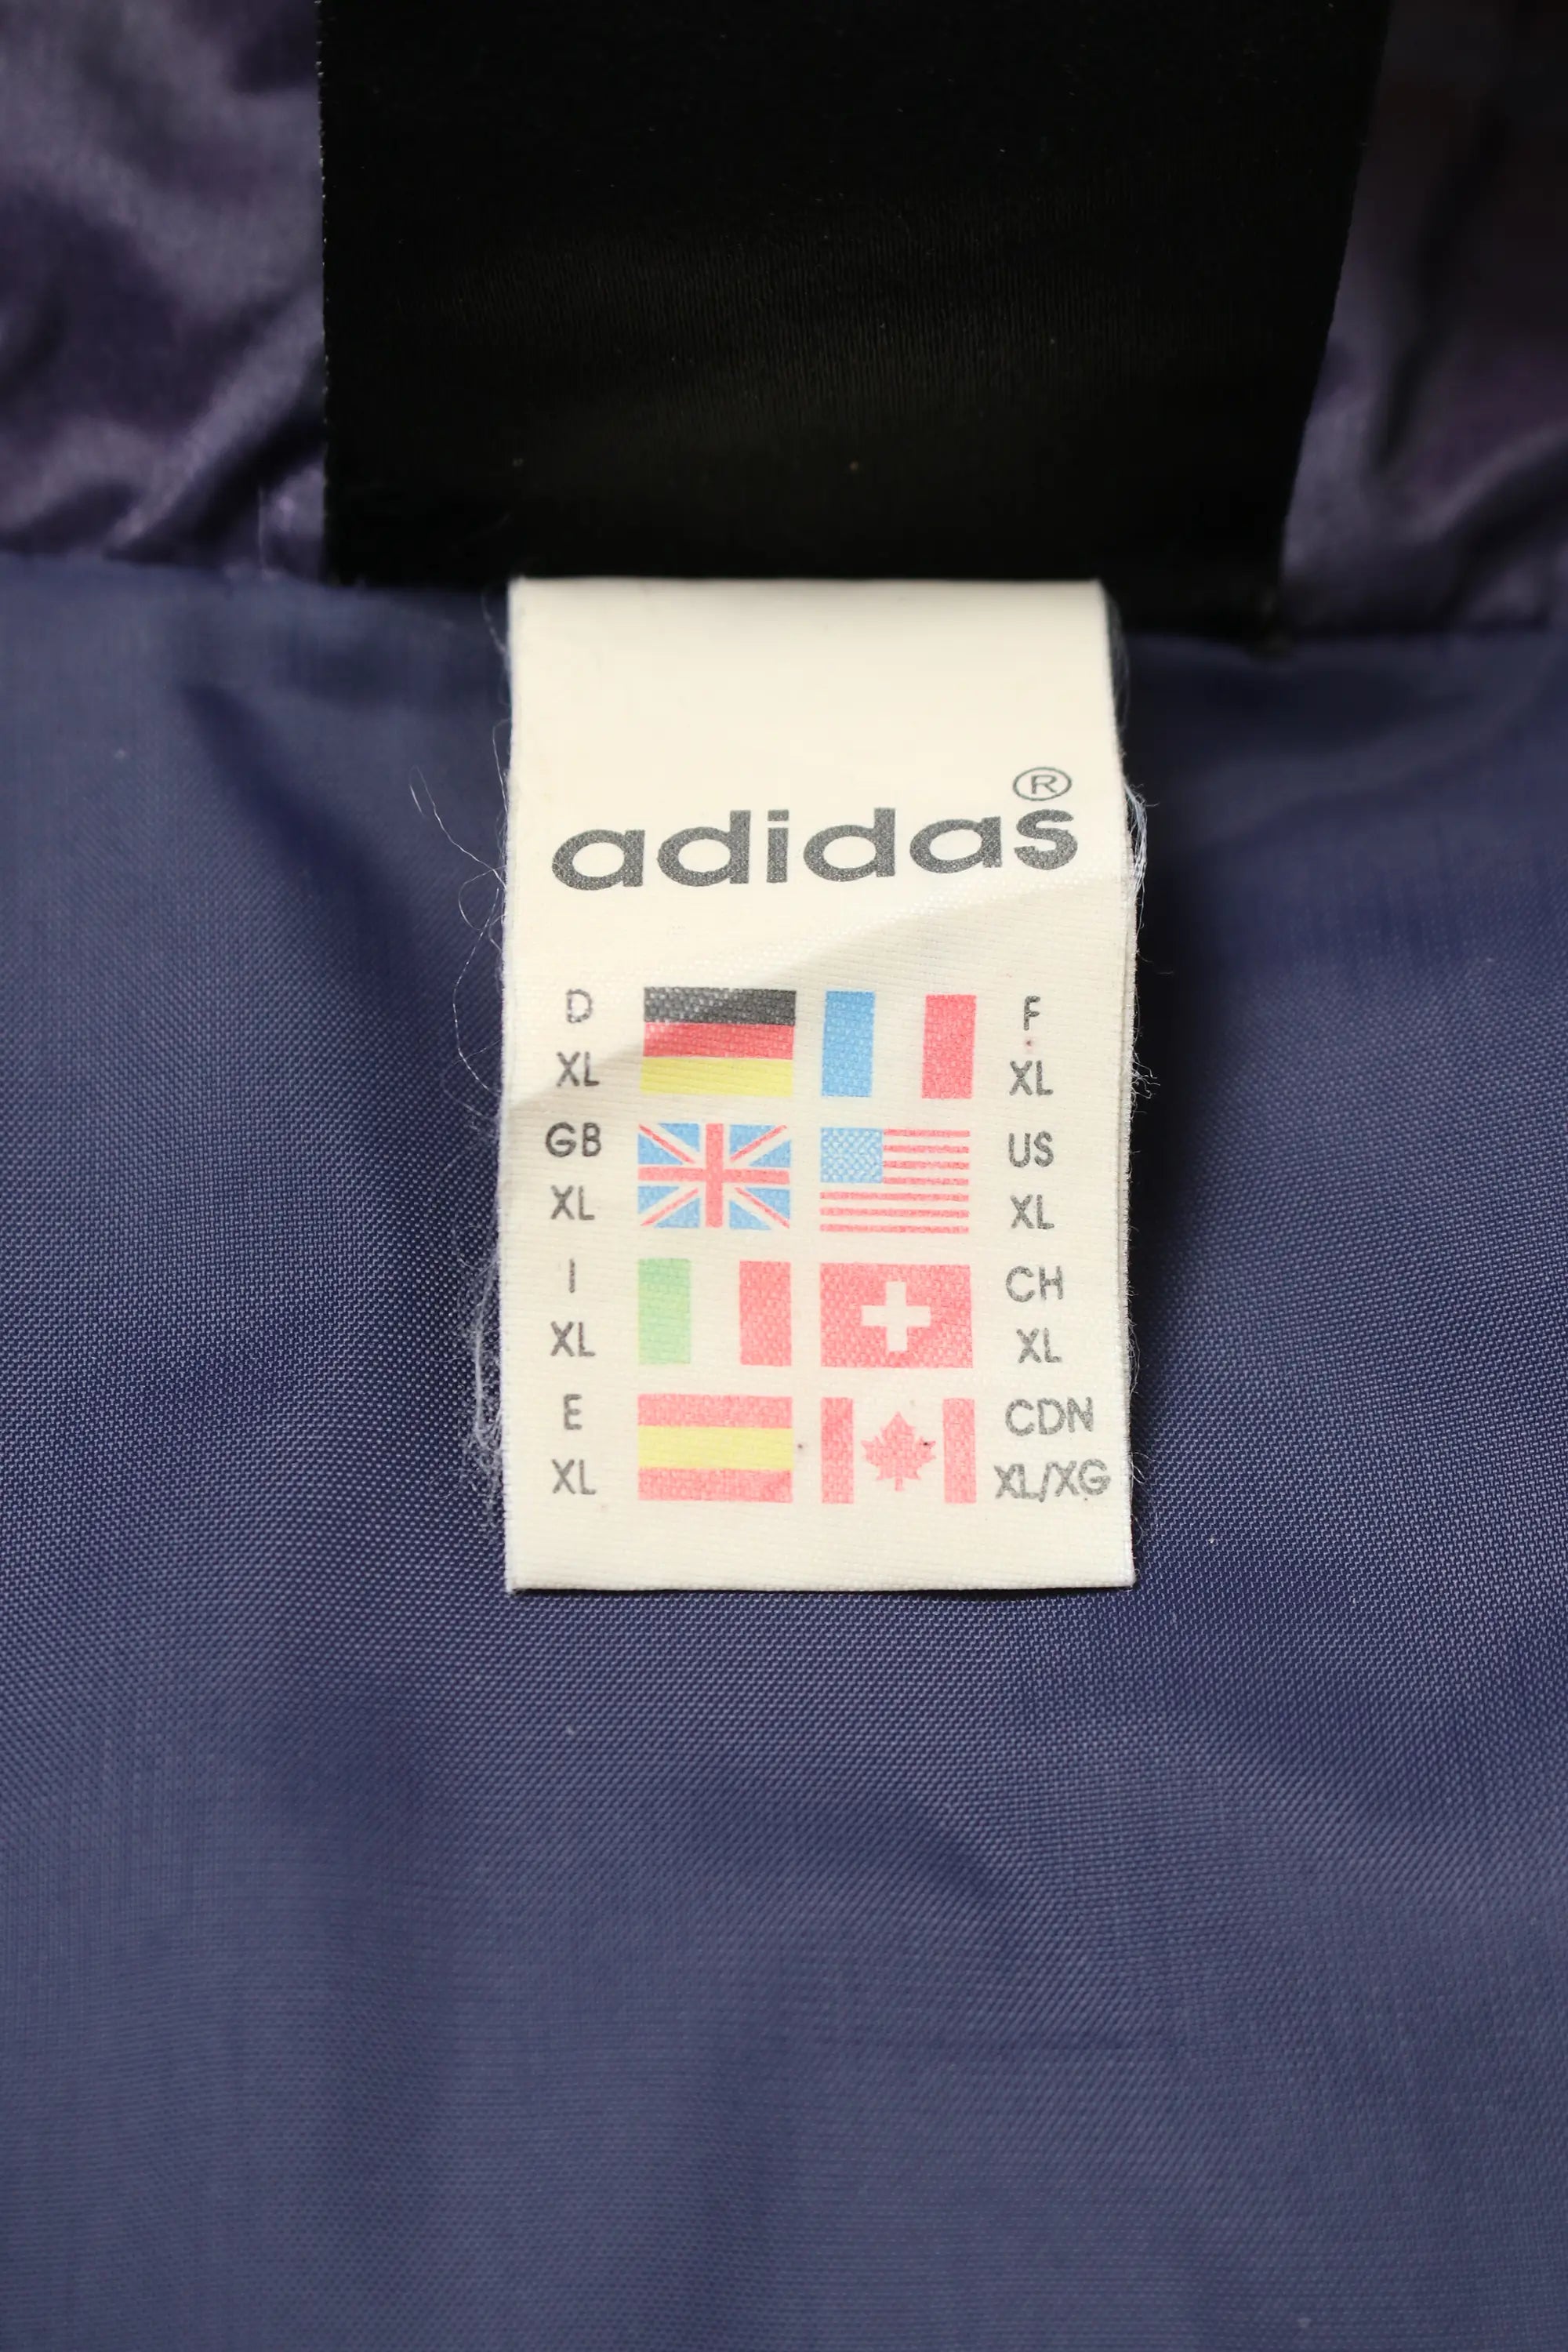 adidas®
D F
XL XL
GB US
XL XL
I CH
XL XL
E CDN
XL XL/XG